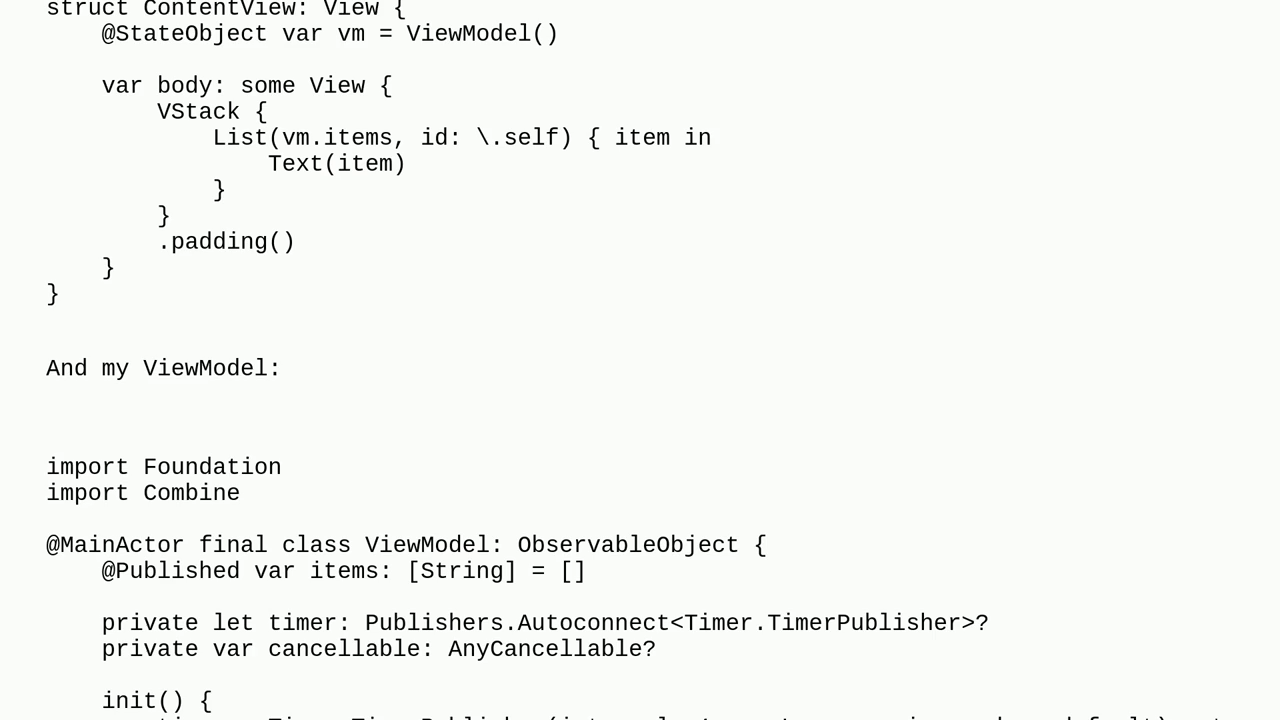 struct ContentView: View {
    @StateObject var vm = ViewModel()
    var body: some View {
        VStack {
            List(vm.items, id: \.self) { item in
                Text(item)
            }
        }
        .padding()
    }
}
And my ViewModel:
import Foundation
import Combine
@MainActor final class ViewModel: ObservableObject {
    @Published var items: [String] = []
    private let timer: Publishers.Autoconnect<Timer.TimerPublisher>?
    private var cancellable: AnyCancellable?
    init() {